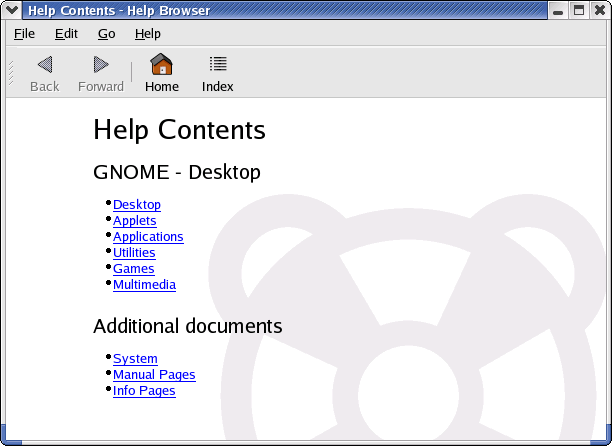 Help Contents - Help Browser
File Edit Go Help
Back Forward Home Index
Help Contents
GNOME - Desktop
Desktop
Applets
Applications
Utilities
Games
Multimedia
Additional documents
System
Manual Pages
Info Pages